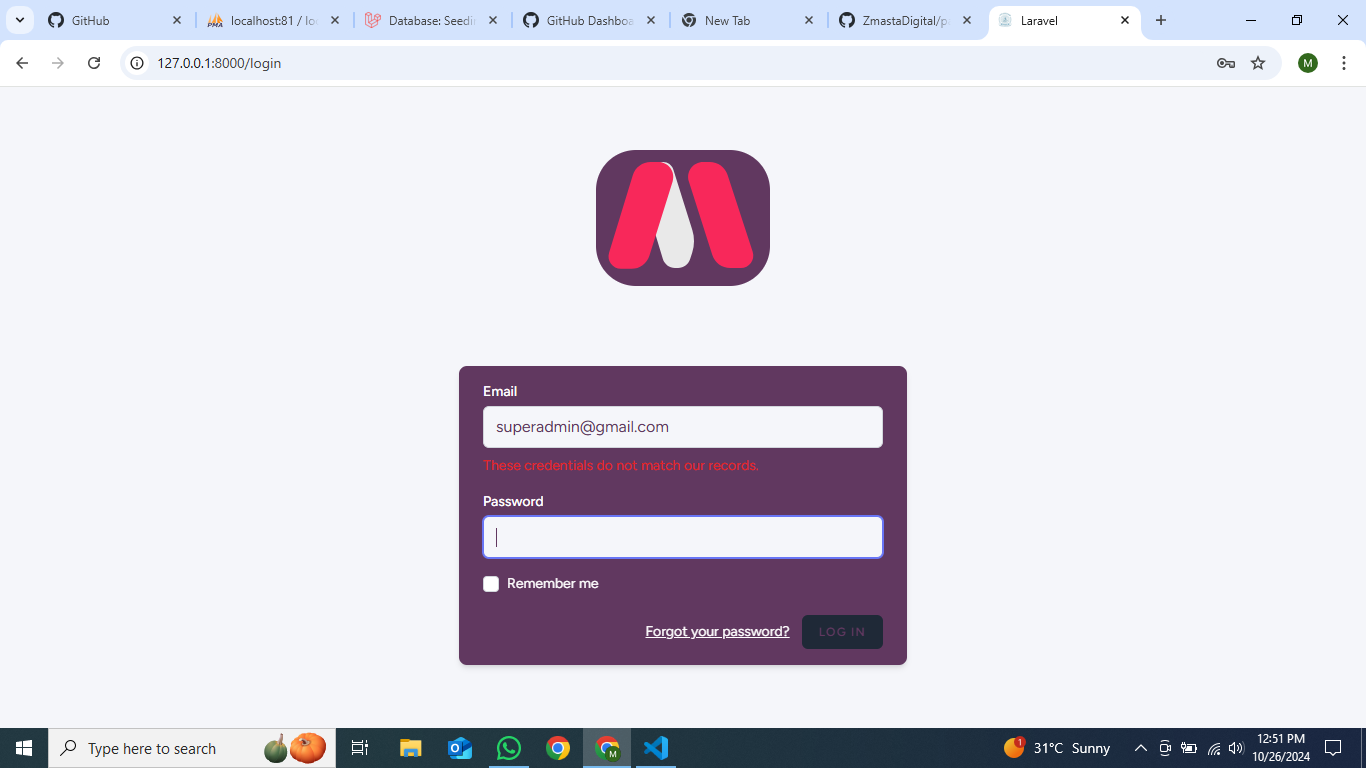 GitHub
localhost:81 / lo
Database: Seedin
GitHub Dashboa
New Tab
ZmastaDigital/p
Laravel
127.0.0.1:8000/login
M
Email
superadmin@gmail.com
These credentials do not match our records.
Password
Remember me
Forgot your password?
LOG IN
Type here to search
1
31°C Sunny
12:51 PM
10/26/2024